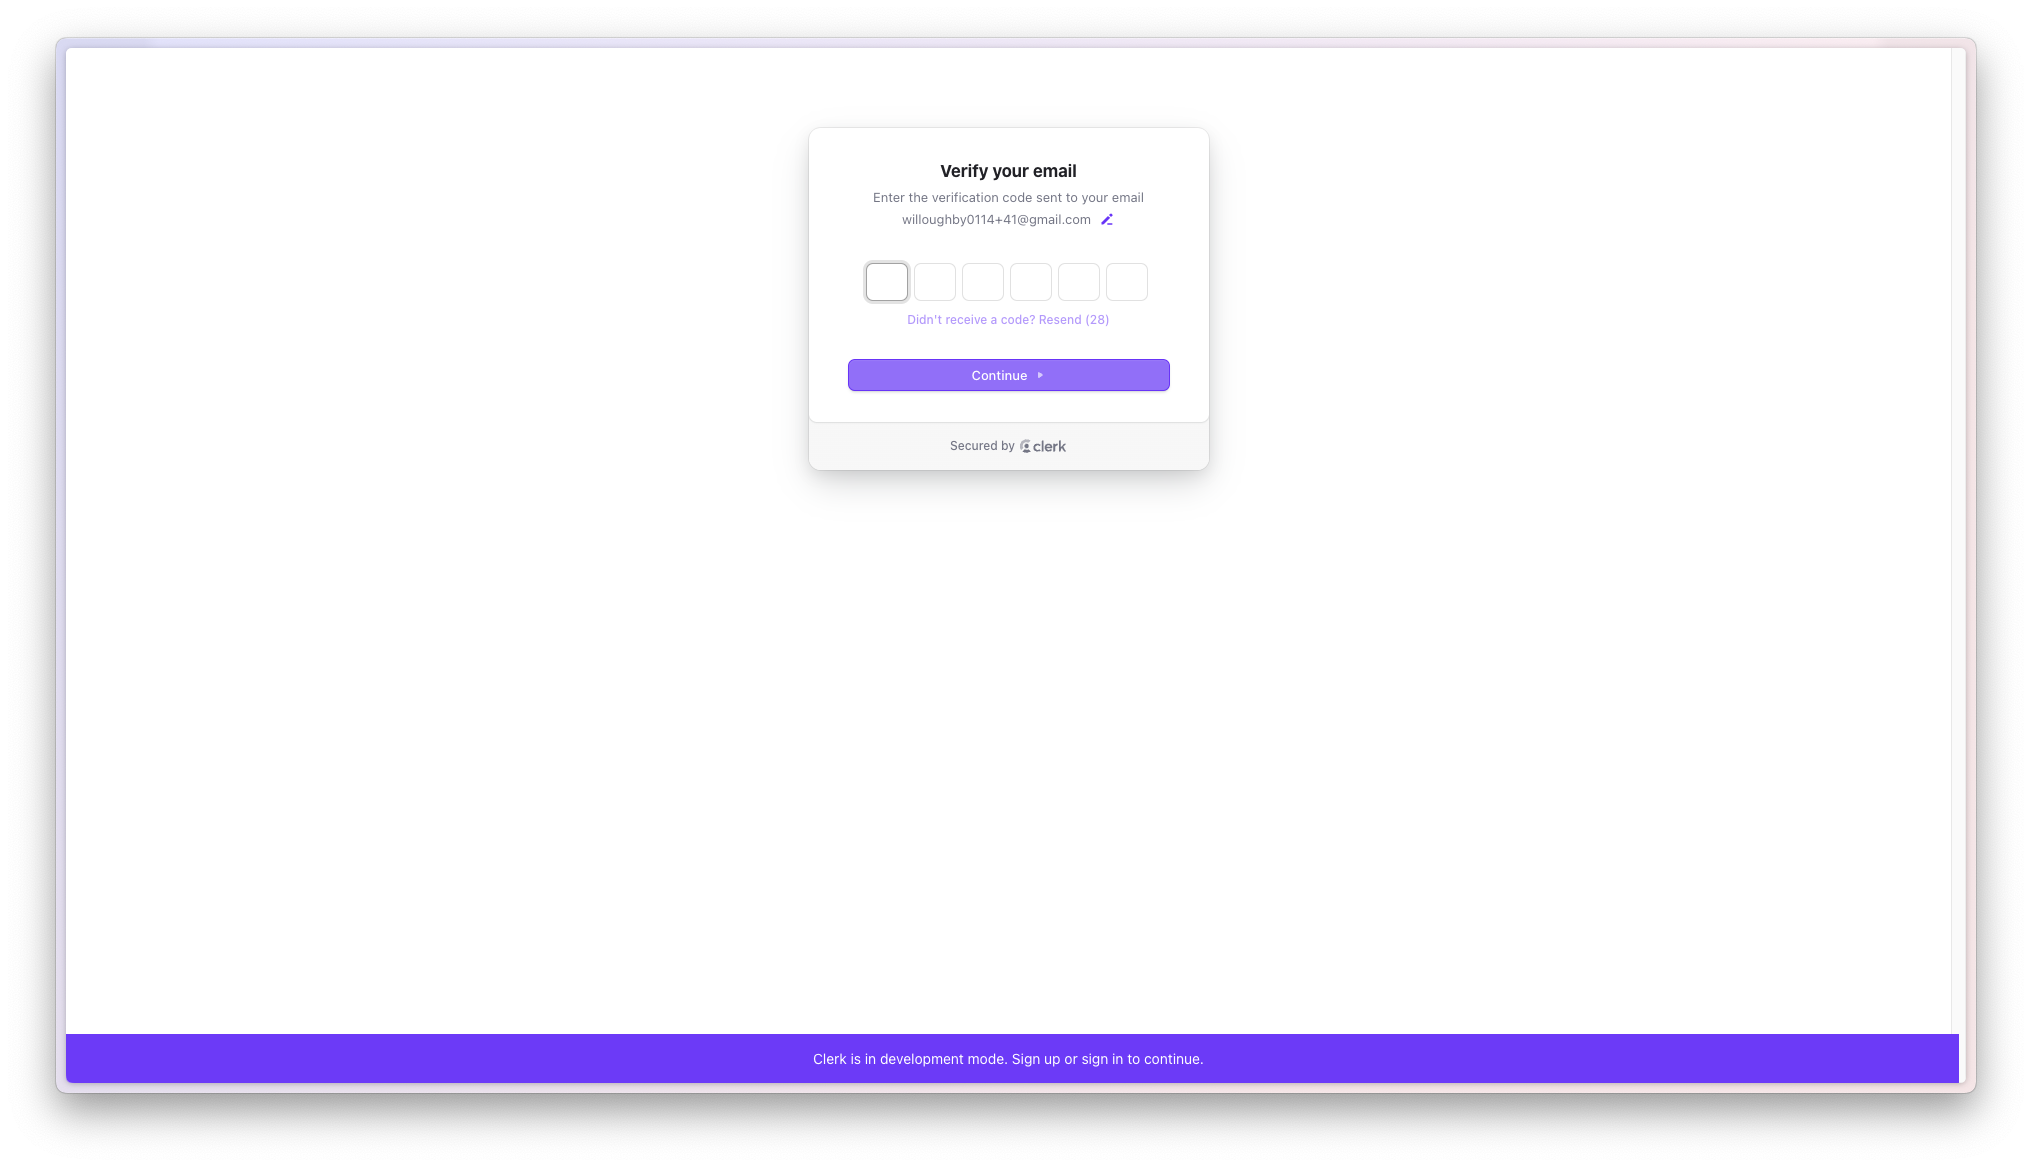 Verify your email
Enter the verification code sent to your email
willoughby0114+41@gmail.com
Didn't receive a code? Resend (28)
Continue
Secured by clerk
Clerk is in development mode. Sign up or sign in to continue.